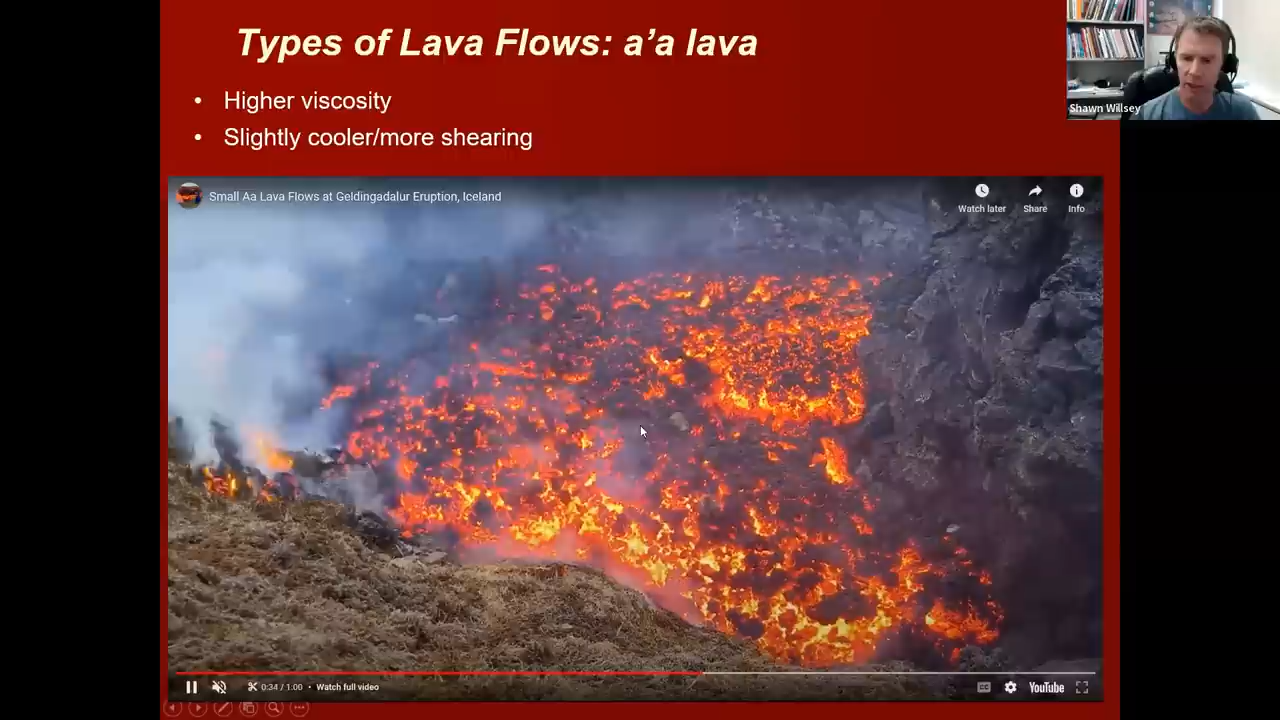 Types of Lava Flows: a’a lava
Shawn Willsey
• Higher viscosity
• Slightly cooler/more shearing
Small Aa Lava Flows at Geldingadalur Eruption, Iceland
Watch later
Share
Info
0:34 / 1:00 • Watch full video
CC
YouTube